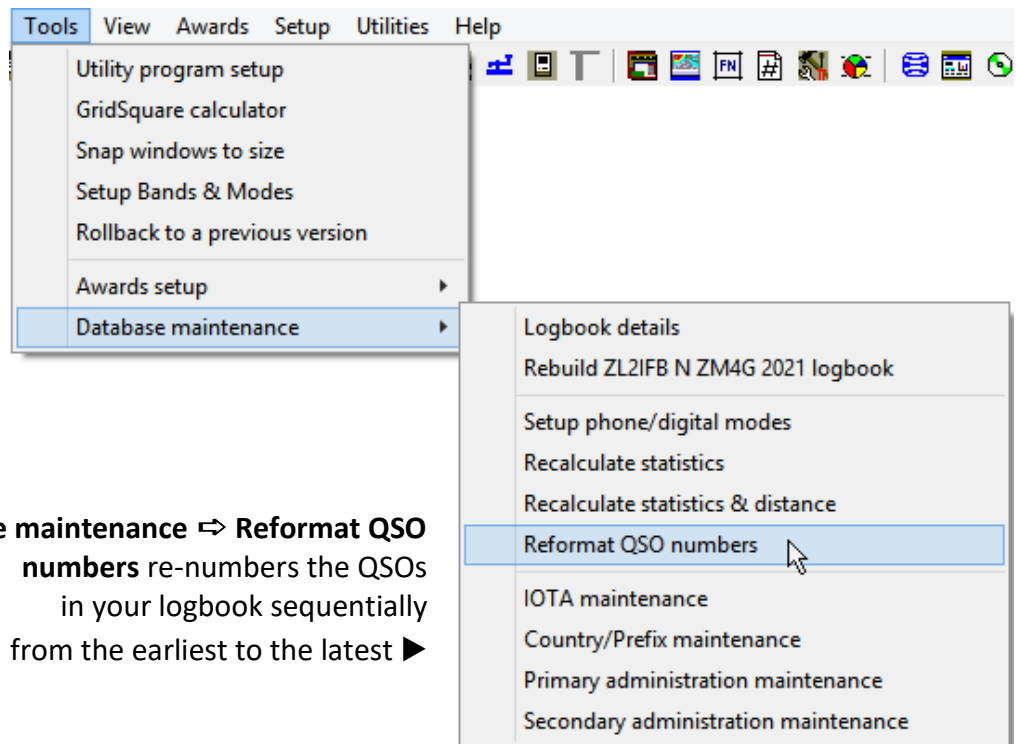 Tools View Awards Setup Utilities Help
Utility program setup
GridSquare calculator
Snap windows to size
Setup Bands & Modes
Rollback to a previous version
Awards setup
Database maintenance
Logbook details
Rebuild ZL2IFB N ZM4G 2021 logbook
Setup phone/digital modes
Recalculate statistics
Recalculate statistics & distance
Reformat QSO numbers
IOTA maintenance
Country/Prefix maintenance
Primary administration maintenance
Secondary administration maintenance
e maintenance ⇨ Reformat QSO
numbers re-numbers the QSOs
in your logbook sequentially
from the earliest to the latest ▶
FN